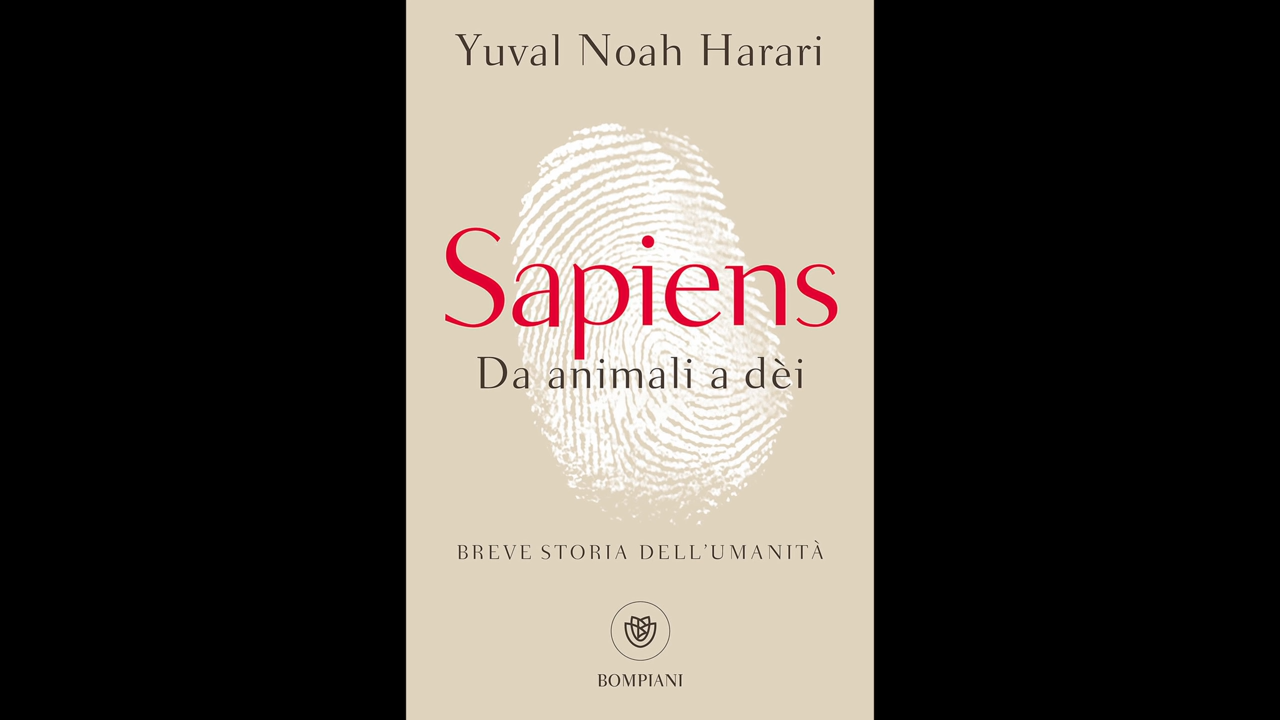 Yuval Noah Harari
Sapiens
Da animali a dèi
BREVE STORIA DELL'UMANITÀ
BOMPIANI